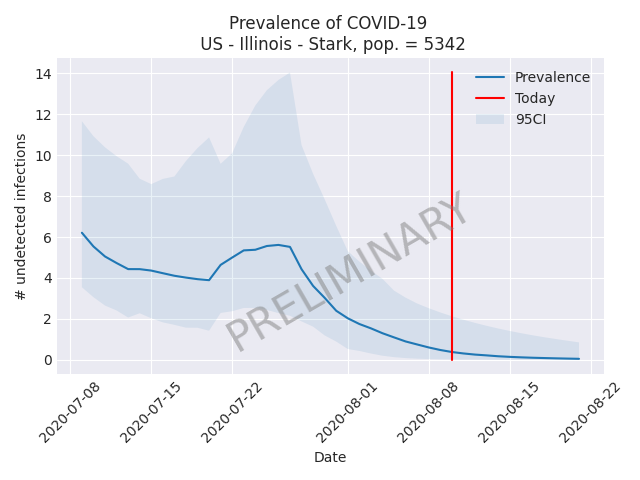 Prevalence of COVID-19
US - Illinois - Stark, pop. = 5342
# undetected infections
14
12
10
8
6
4
2
0
Prevalence
Today
95CI
PRELIMINARY
2020-07-08
2020-07-15
2020-07-22
2020-08-01
2020-08-08
2020-08-15
2020-08-22
Date